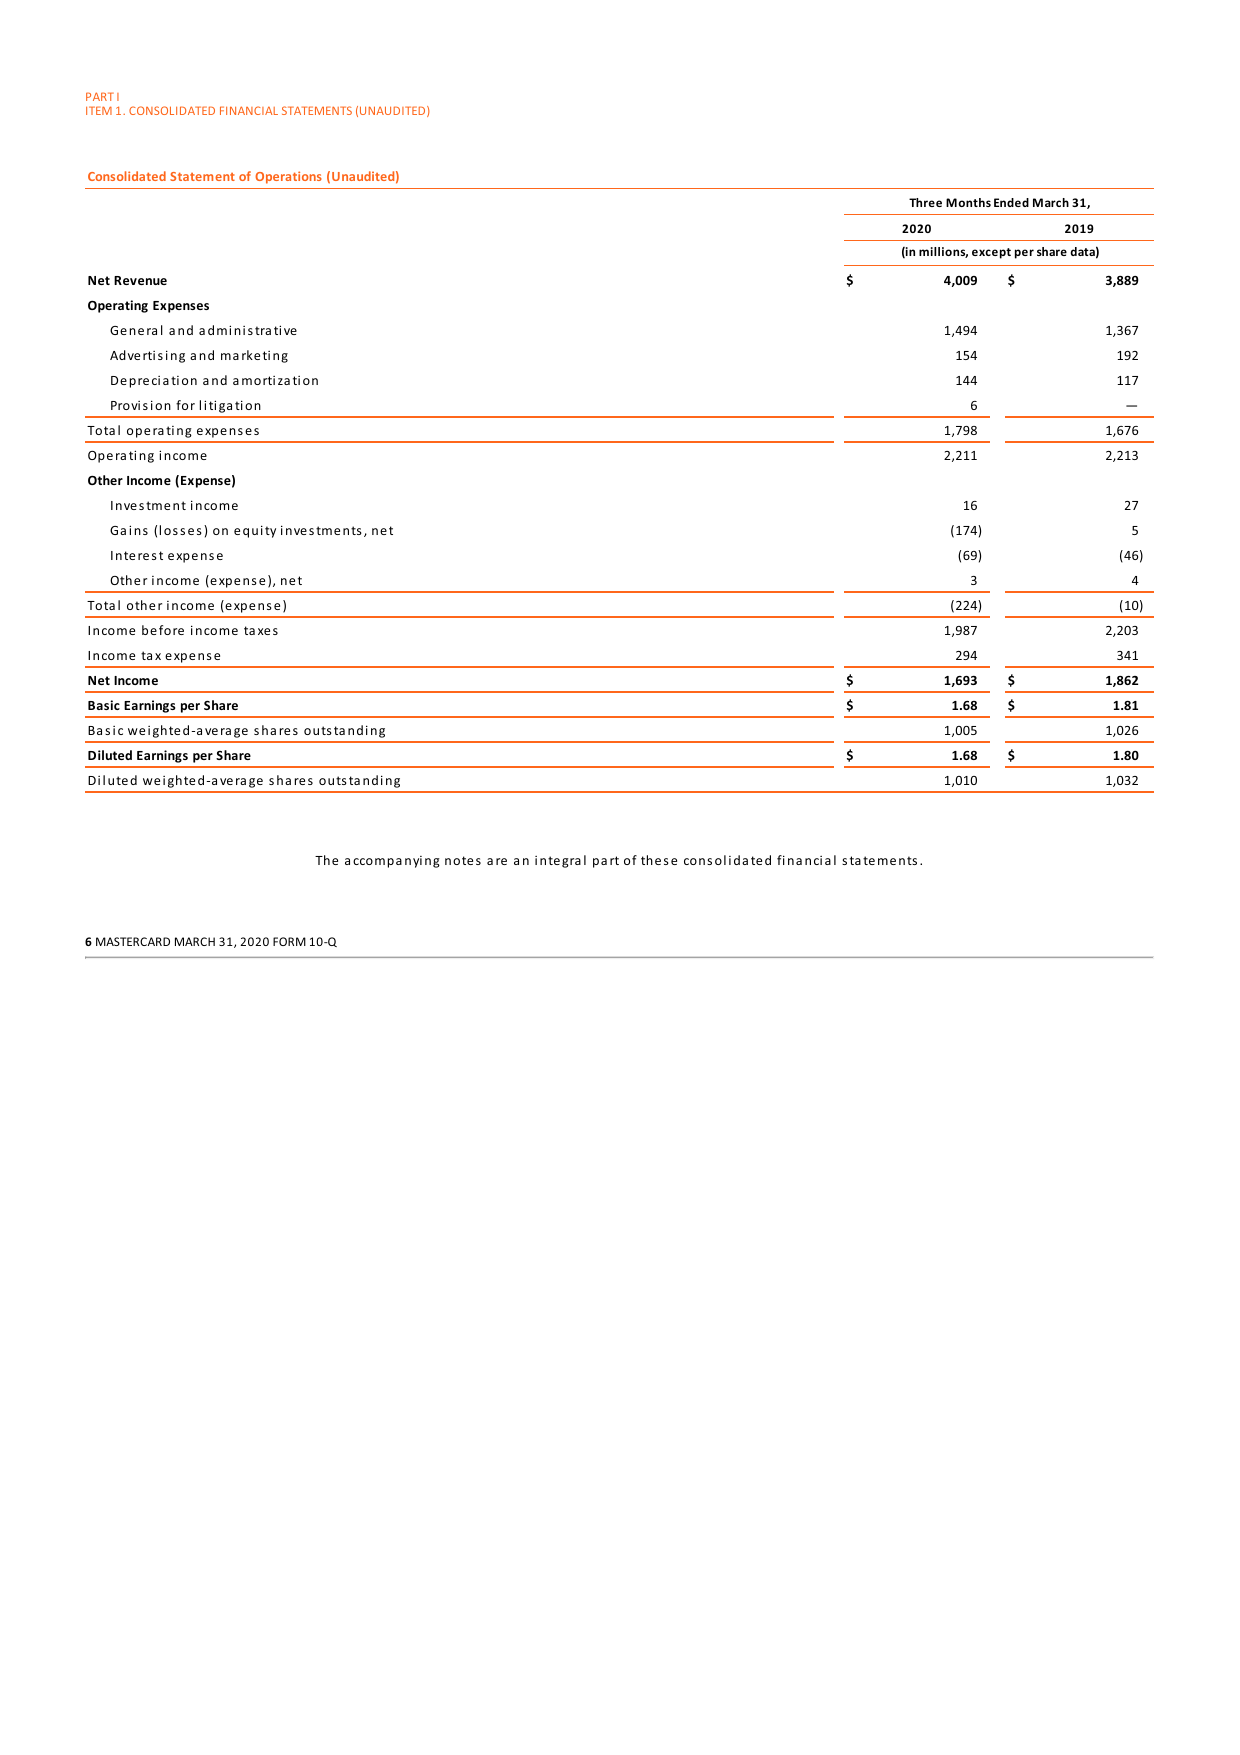 PART I
ITEM 1. CONSOLIDATED FINANCIAL STATEMENTS (UNAUDITED)
Consolidated Statement of Operations (Unaudited)
Three Months Ended March 31,
2020 2019
(in millions, except per share data)
Net Revenue $ 4,009 $ 3,889
Operating Expenses
General and administrative 1,494 1,367
Advertising and marketing 154 192
Depreciation and amortization 144 117
Provision for litigation 6 —
Total operating expenses 1,798 1,676
Operating income 2,211 2,213
Other Income (Expense)
Investment income 16 27
Gains (losses) on equity investments, net (174) 5
Interest expense (69) (46)
Other income (expense), net 3 4
Total other income (expense) (224) (10)
Income before income taxes 1,987 2,203
Income tax expense 294 341
Net Income $ 1,693 $ 1,862
Basic Earnings per Share $ 1.68 $ 1.81
Basic weighted-average shares outstanding 1,005 1,026
Diluted Earnings per Share $ 1.68 $ 1.80
Diluted weighted-average shares outstanding 1,010 1,032
The accompanying notes are an integral part of these consolidated financial statements.
6 MASTERCARD MARCH 31, 2020 FORM 10-Q